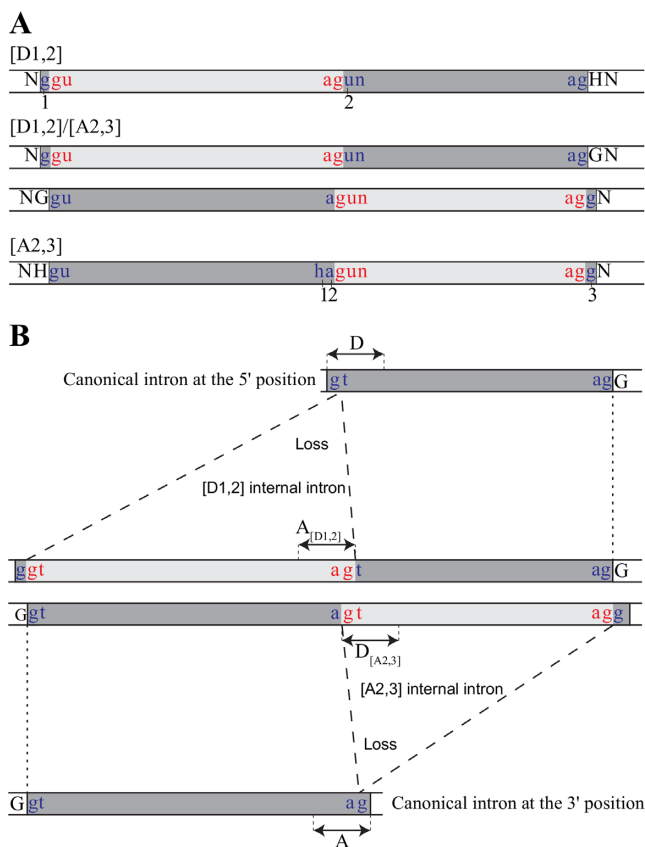 A
[D1,2]
N g gu ag un ag HN
1 2
[D1,2]/[A2,3]
N g gu ag un ag GN
NG gu a gun ag g N
[A2,3]
NH gu ha gun ag g N
12 3
B
D
Canonical intron at the 5' position gt ag G
Loss
[D1,2] internal intron
A[D1,2]
g gt ag t ag G
G gt a gt ag g
D[A2,3]
[A2,3] internal intron
Loss
G gt ag Canonical intron at the 3' position
A